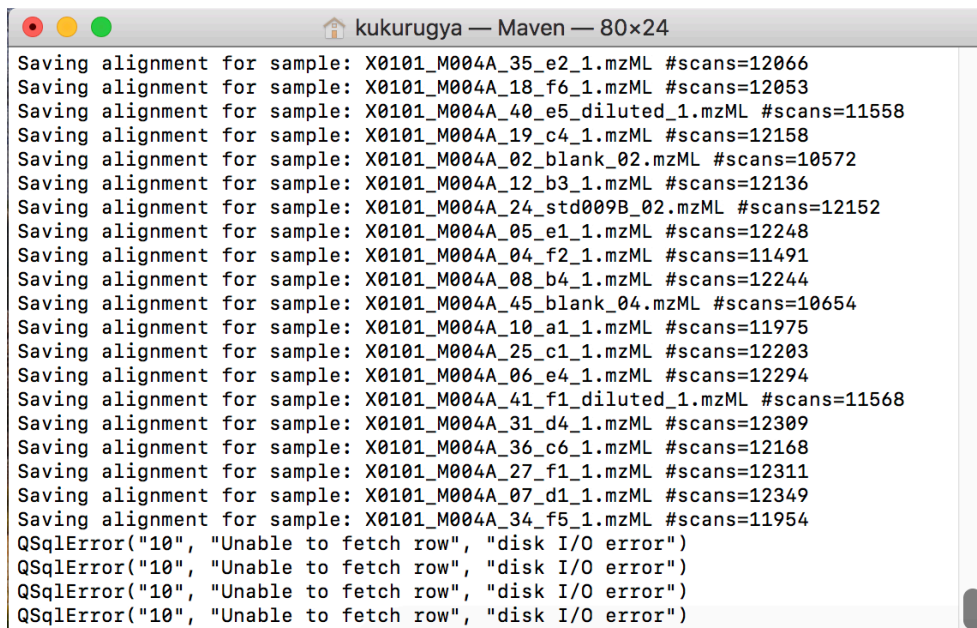 kukurugya — Maven — 80×24
Saving alignment for sample: X0101_M004A_35_e2_1.mzML #scans=12066
Saving alignment for sample: X0101_M004A_18_f6_1.mzML #scans=12053
Saving alignment for sample: X0101_M004A_40_e5_diluted_1.mzML #scans=11558
Saving alignment for sample: X0101_M004A_19_c4_1.mzML #scans=12158
Saving alignment for sample: X0101_M004A_02_blank_02.mzML #scans=10572
Saving alignment for sample: X0101_M004A_12_b3_1.mzML #scans=12136
Saving alignment for sample: X0101_M004A_24_std009B_02.mzML #scans=12152
Saving alignment for sample: X0101_M004A_05_e1_1.mzML #scans=12248
Saving alignment for sample: X0101_M004A_04_f2_1.mzML #scans=11491
Saving alignment for sample: X0101_M004A_08_b4_1.mzML #scans=12244
Saving alignment for sample: X0101_M004A_45_blank_04.mzML #scans=10654
Saving alignment for sample: X0101_M004A_10_a1_1.mzML #scans=11975
Saving alignment for sample: X0101_M004A_25_c1_1.mzML #scans=12203
Saving alignment for sample: X0101_M004A_06_e4_1.mzML #scans=12294
Saving alignment for sample: X0101_M004A_41_f1_diluted_1.mzML #scans=11568
Saving alignment for sample: X0101_M004A_31_d4_1.mzML #scans=12309
Saving alignment for sample: X0101_M004A_36_c6_1.mzML #scans=12168
Saving alignment for sample: X0101_M004A_27_f1_1.mzML #scans=12311
Saving alignment for sample: X0101_M004A_07_d1_1.mzML #scans=12349
Saving alignment for sample: X0101_M004A_34_f5_1.mzML #scans=11954
QSqlError("10", "Unable to fetch row", "disk I/O error")
QSqlError("10", "Unable to fetch row", "disk I/O error")
QSqlError("10", "Unable to fetch row", "disk I/O error")
QSqlError("10", "Unable to fetch row", "disk I/O error")